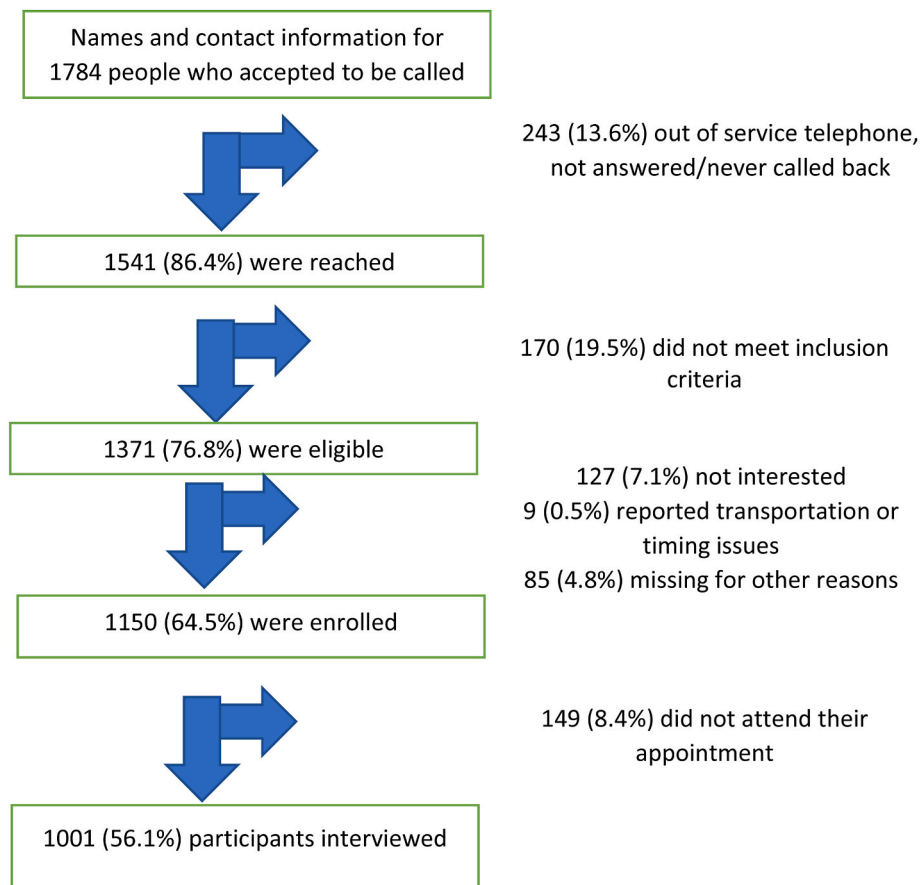 Names and contact information for
1784 people who accepted to be called
243 (13.6%) out of service telephone,
not answered/never called back
1541 (86.4%) were reached
170 (19.5%) did not meet inclusion
criteria
1371 (76.8%) were eligible
127 (7.1%) not interested
9 (0.5%) reported transportation or
timing issues
85 (4.8%) missing for other reasons
1150 (64.5%) were enrolled
149 (8.4%) did not attend their
appointment
1001 (56.1%) participants interviewed